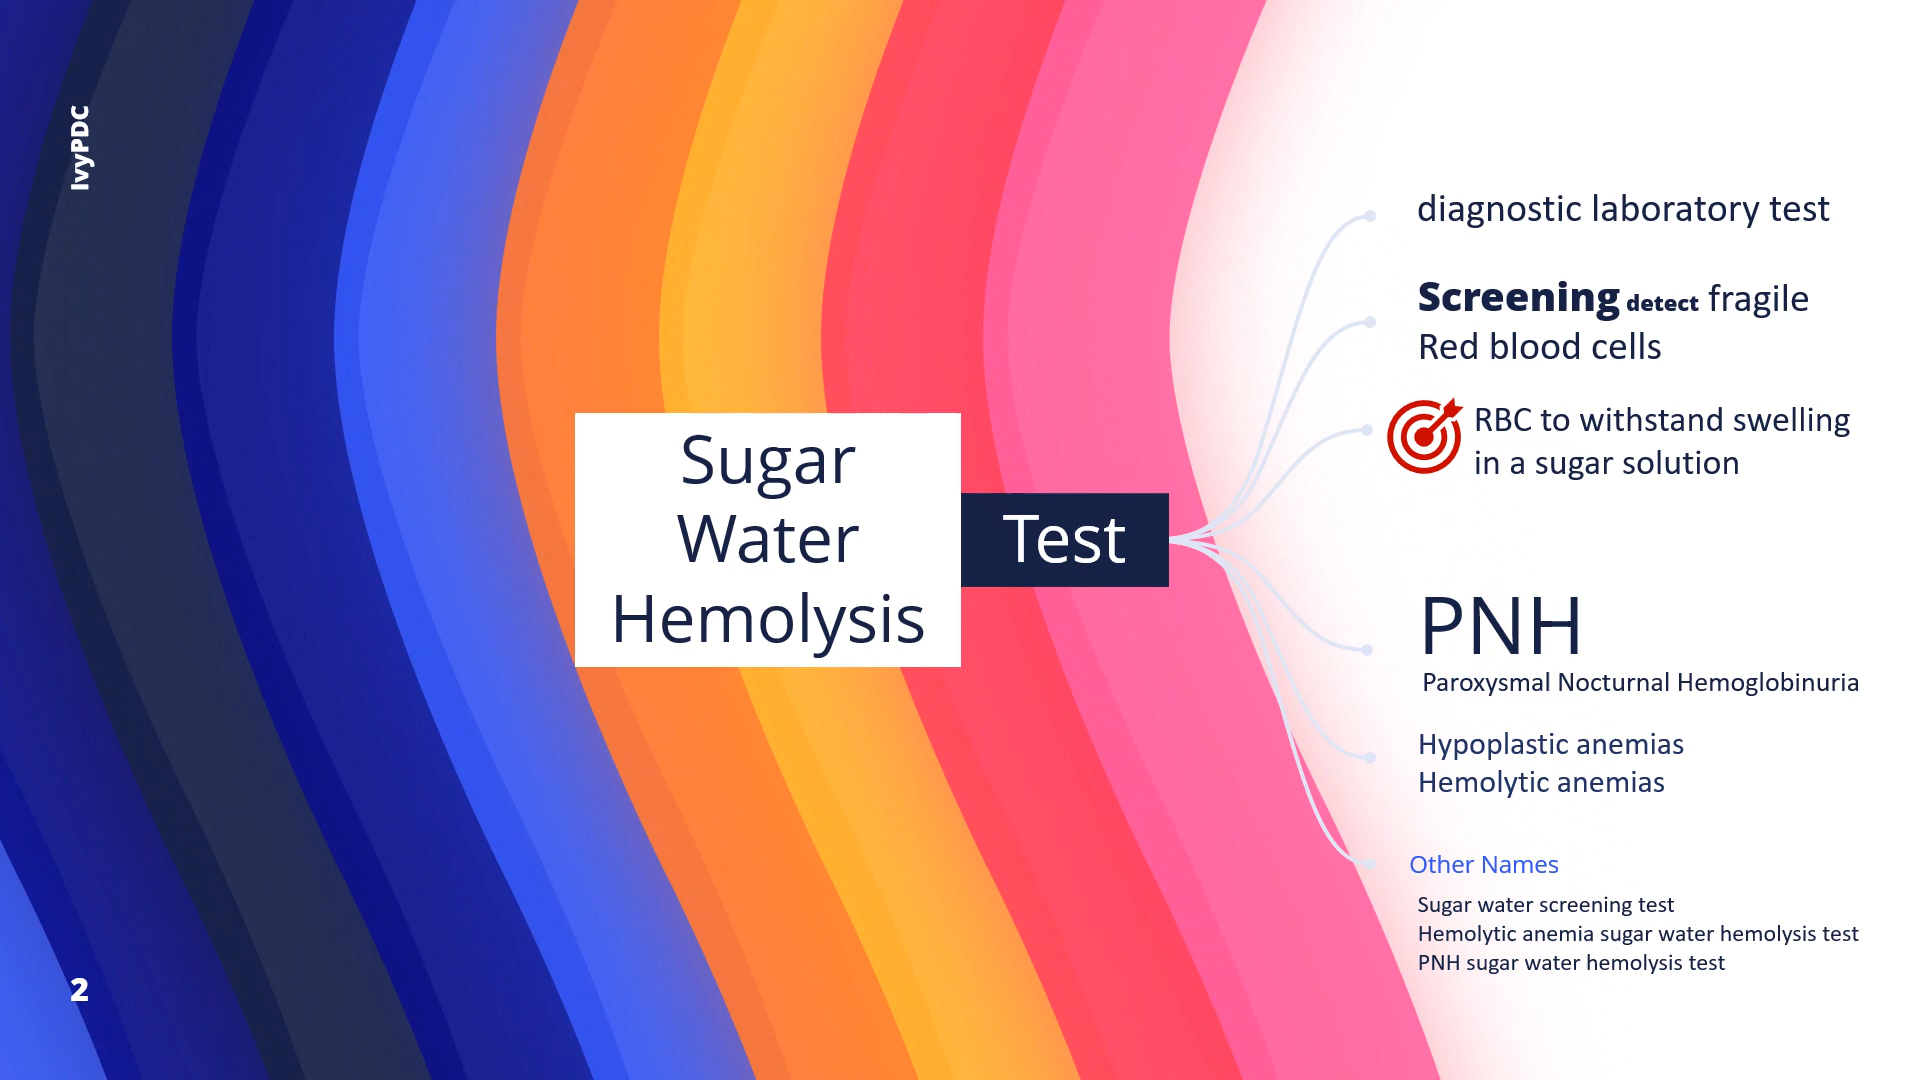 IvyPDC
Sugar
Water
Hemolysis
Test
diagnostic laboratory test
Screening detect fragile
Red blood cells
RBC to withstand swelling
in a sugar solution
PNH
Paroxysmal Nocturnal Hemoglobinuria
Hypoplastic anemias
Hemolytic anemias
Other Names
Sugar water screening test
Hemolytic anemia sugar water hemolysis test
PNH sugar water hemolysis test
2